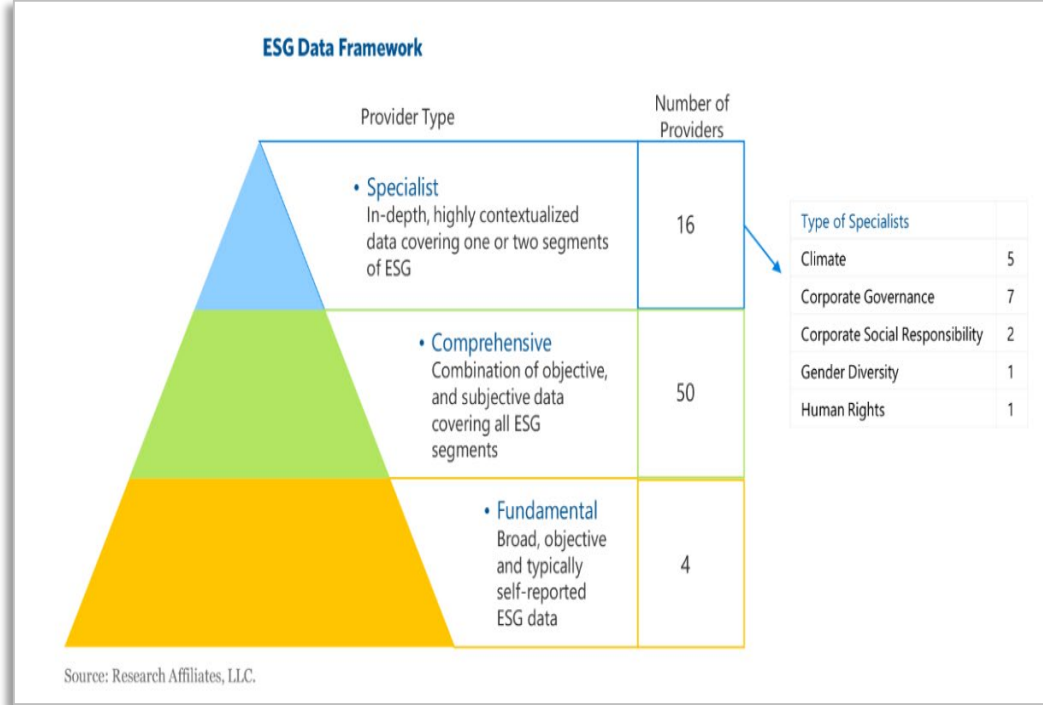 ESG Data Framework
Provider Type
Number of
Providers
• Specialist
In-depth, highly contextualized
data covering one or two segments
of ESG
16
• Comprehensive
Combination of objective,
and subjective data
covering all ESG
segments
50
• Fundamental
Broad, objective
and typically
self-reported
ESG data
4
Type of Specialists
Climate 5
Corporate Governance 7
Corporate Social Responsibility 2
Gender Diversity 1
Human Rights 1
Source: Research Affiliates, LLC.